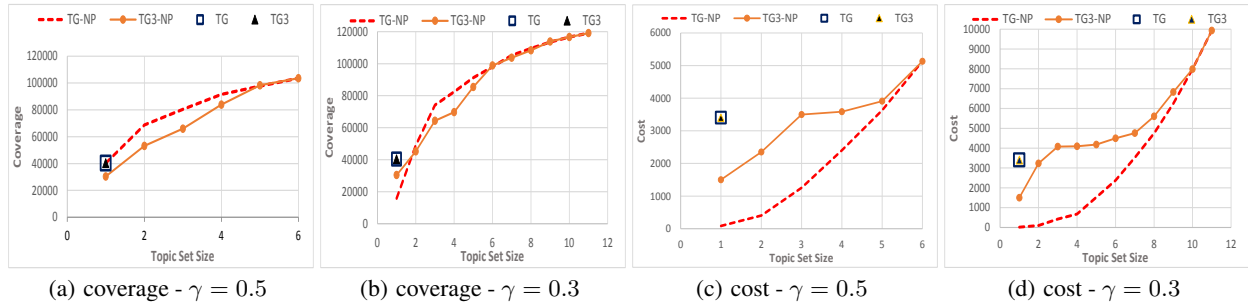 TG-NP TG3-NP TG TG3
120000
100000
80000
60000
40000
20000
0
Coverage
0 2 4 6
Topic Set Size
(a) coverage - γ = 0.5
TG-NP TG3-NP TG TG3
120000
100000
80000
60000
40000
20000
0
Coverage
0 2 4 6 8 10 12
Topic Set Size
(b) coverage - γ = 0.3
TG-NP TG3-NP TG TG3
6000
5000
4000
3000
2000
1000
0
Cost
0 1 2 3 4 5 6
Topic Set Size
(c) cost - γ = 0.5
TG-NP TG3-NP TG TG3
10000
9000
8000
7000
6000
5000
4000
3000
2000
1000
0
Cost
0 2 4 6 8 10 12
Topic Set Size
(d) cost - γ = 0.3